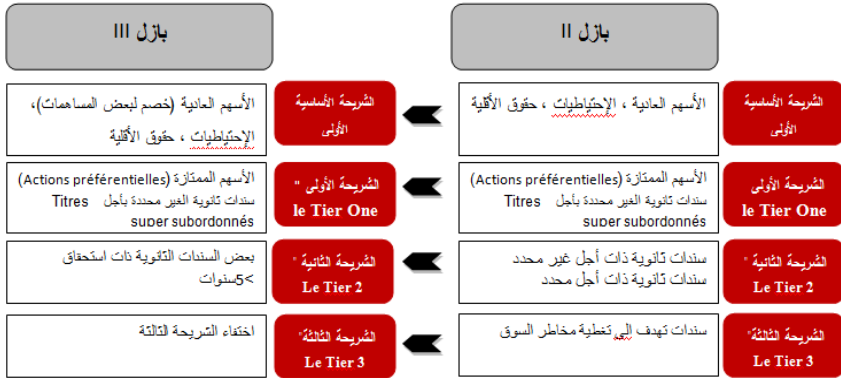 بازل II
بازل III
الشريحة الأساسية
الأولى
الأسهم العادية ، الإحتياطيات ، حقوق الأقلية
الشريحة الأساسية
الأولى
الأسهم العادية (خصم لبعض المساهمات)،
الإحتياطيات ، حقوق الأقلية
الشريحة الأولى
le Tier One
الأسهم الممتازة (Actions préférentielles)
سندات ثانوية الغير محددة بأجل Titres
super subordonnés
الشريحة الأولى "
le Tier One
الأسهم الممتازة (Actions préférentielles)
سندات ثانوية الغير محددة بأجل Titres
super subordonnés
الشريحة الثانية "
Le Tier 2
سندات ثانوية ذات أجل غير محدد
سندات ثانوية ذات أجل محدد
الشريحة الثانية "
Le Tier 2
بعض السندات الثانوية ذات استحقاق
>5سنوات
الشريحة الثالثة"
Le Tier 3
سندات تهدف إلى تغطية مخاطر السوق
الشريحة الثالثة"
Le Tier 3
اختفاء الشريحة الثالثة